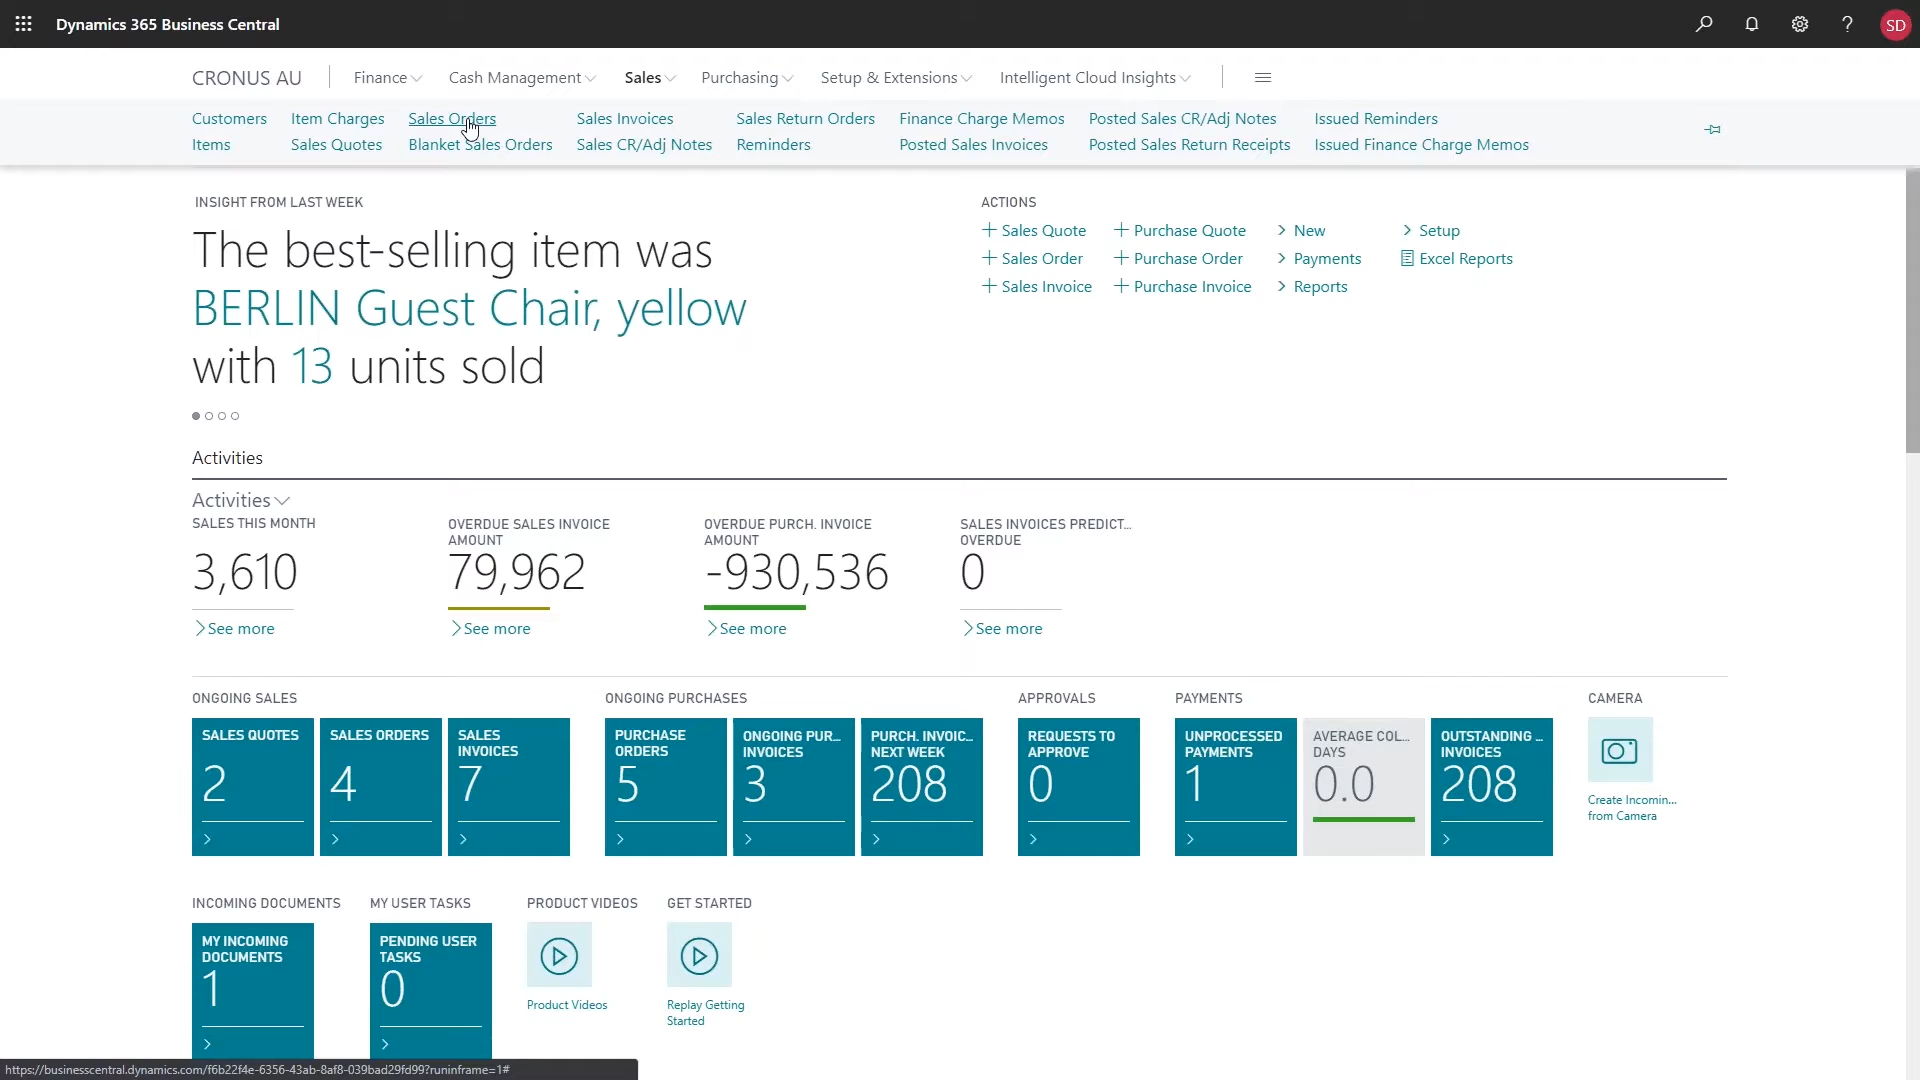 Dynamics 365 Business Central
?
SD
CRONUS AU
Finance
Cash Management
Sales
Purchasing
Setup & Extensions
Intelligent Cloud Insights
Customers
Item Charges
Sales Orders
Sales Invoices
Sales Return Orders
Finance Charge Memos
Posted Sales CR/Adj Notes
Issued Reminders
Items
Sales Quotes
Blanket Sales Orders
Sales CR/Adj Notes
Reminders
Posted Sales Invoices
Posted Sales Return Receipts
Issued Finance Charge Memos
INSIGHT FROM LAST WEEK
The best-selling item was
BERLIN Guest Chair, yellow
with 13 units sold
ACTIONS
Sales Quote
Purchase Quote
New
Setup
Sales Order
Purchase Order
Payments
Excel Reports
Sales Invoice
Purchase Invoice
Reports
Activities
Activities
SALES THIS MONTH
3,610
See more
OVERDUE SALES INVOICE
AMOUNT
79,962
See more
OVERDUE PURCH. INVOICE
AMOUNT
-930,536
See more
SALES INVOICES PREDICT...
OVERDUE
0
See more
ONGOING SALES
SALES QUOTES
2
SALES ORDERS
4
SALES
INVOICES
7
ONGOING PURCHASES
PURCHASE
ORDERS
5
ONGOING PUR...
INVOICES
3
PURCH. INVOIC...
NEXT WEEK
208
APPROVALS
REQUESTS TO
APPROVE
0
PAYMENTS
UNPROCESSED
PAYMENTS
1
AVERAGE COL...
DAYS
0.0
OUTSTANDING ...
INVOICES
208
CAMERA
Create Incomin...
from Camera
INCOMING DOCUMENTS
MY INCOMING
DOCUMENTS
1
MY USER TASKS
PENDING USER
TASKS
0
PRODUCT VIDEOS
Product Videos
GET STARTED
Replay Getting
Started
https://businesscentral.dynamics.com/f6b22f4e-6356-43ab-8af8-039bad29fd99?runinframe=1#